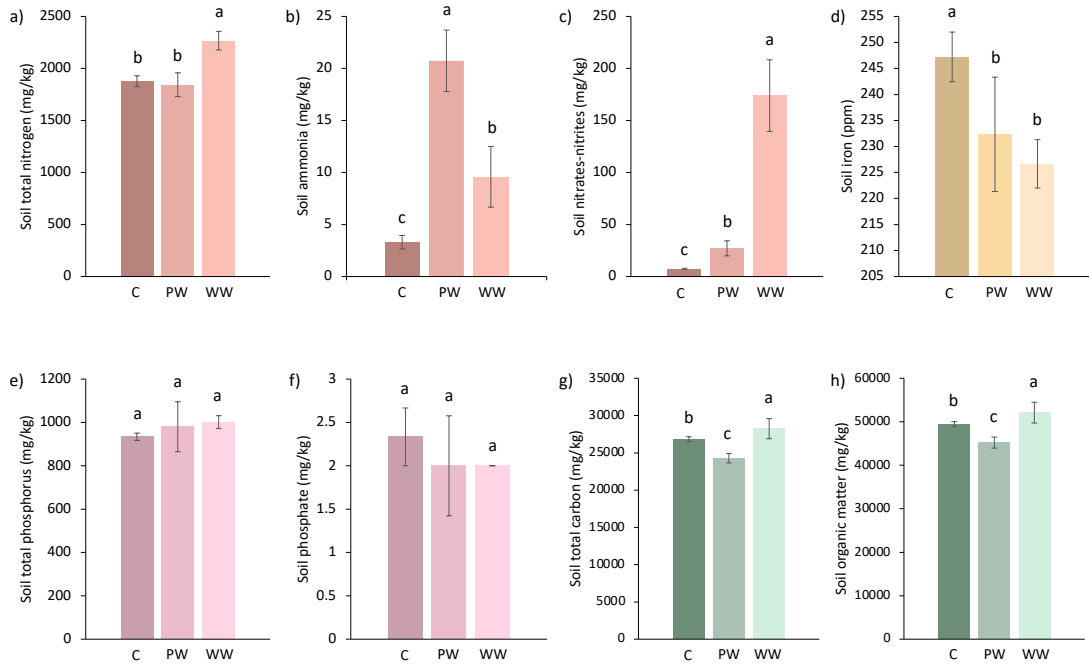 a)
Soil total nitrogen (mg/kg)
2500
2000
1500
1000
500
0
b
b
a
C
PW
WW
b)
Soil ammonia (mg/kg)
25
20
15
10
5
0
c
a
b
C
PW
WW
c)
Soil nitrates-nitrites (mg/kg)
250
200
150
100
50
0
c
b
a
C
PW
WW
d)
Soil iron (ppm)
255
250
245
240
235
230
225
220
215
210
205
a
b
b
C
PW
WW
e)
Soil total phosphorus (mg/kg)
1200
1000
800
600
400
200
0
a
a
a
C
PW
WW
f)
Soil phosphate (mg/kg)
3
2.5
2
1.5
1
0.5
0
a
a
a
C
PW
WW
g)
Soil total carbon (mg/kg)
35000
30000
25000
20000
15000
10000
5000
0
b
c
a
C
PW
WW
h)
Soil organic matter (mg/kg)
60000
50000
40000
30000
20000
10000
0
b
c
a
C
PW
WW